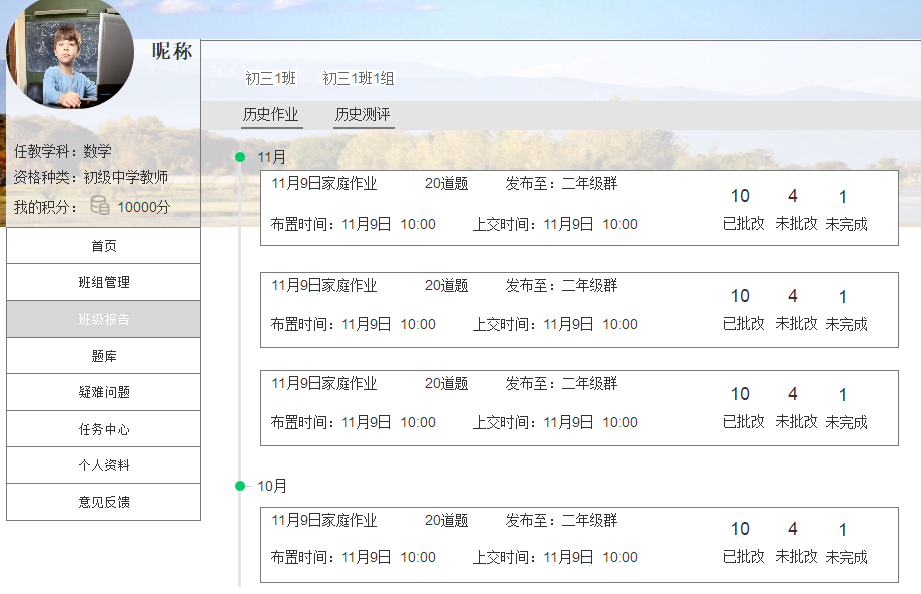 昵称
任教学科：数学
资格种类：初级中学教师
我的积分： 10000分
首页
班组管理
班级报告
题库
疑难问题
任务中心
个人资料
意见反馈
初三1班 初三1班1组
历史作业 历史测评
11月
11月9日家庭作业 20道题 发布至：二年级群
10 4 1
布置时间：11月9日 10:00 上交时间：11月9日 10:00
已批改 未批改 未完成
11月9日家庭作业 20道题 发布至：二年级群
10 4 1
布置时间：11月9日 10:00 上交时间：11月9日 10:00
已批改 未批改 未完成
11月9日家庭作业 20道题 发布至：二年级群
10 4 1
布置时间：11月9日 10:00 上交时间：11月9日 10:00
已批改 未批改 未完成
10月
11月9日家庭作业 20道题 发布至：二年级群
10 4 1
布置时间：11月9日 10:00 上交时间：11月9日 10:00
已批改 未批改 未完成